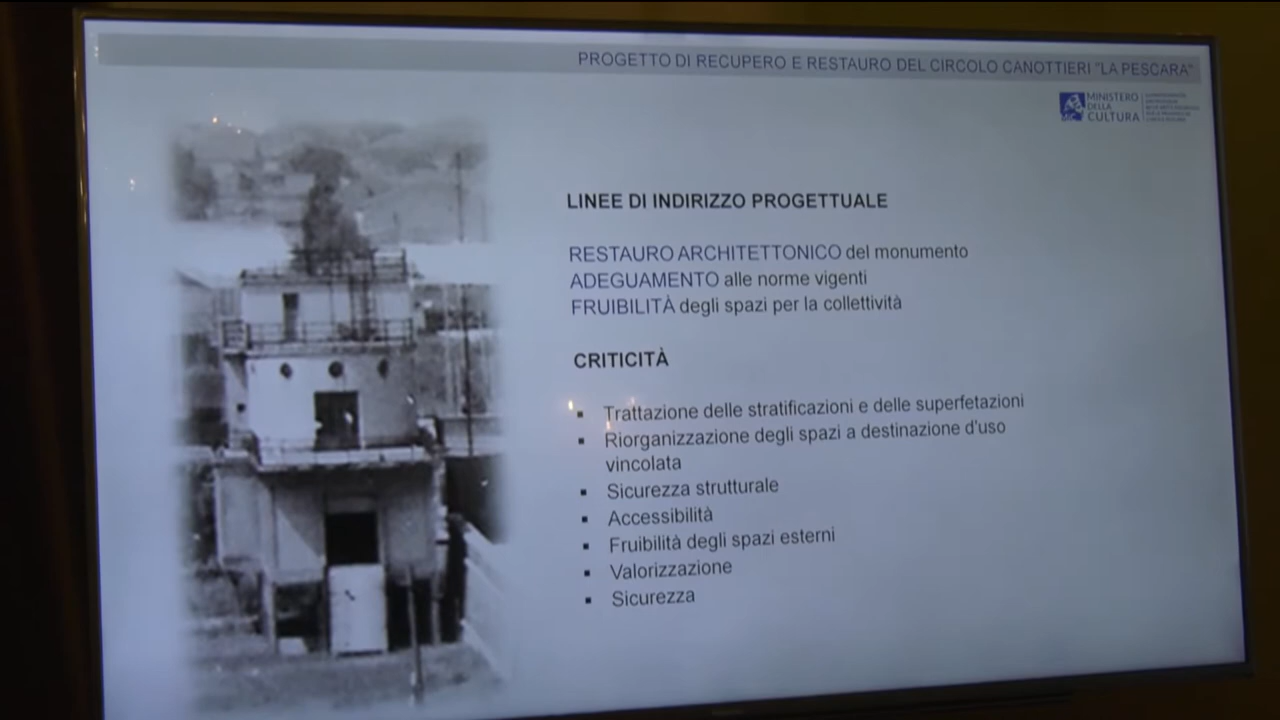 PROGETTO DI RECUPERO E RESTAURO DEL CIRCOLO CANOTTIERI "LA PESCARA"
MINISTERO
DELLA
CULTURA
LINEE DI INDIRIZZO PROGETTUALE
RESTAURO ARCHITETTONICO del monumento
ADEGUAMENTO alle norme vigenti
FRUIBILITÀ degli spazi per la collettività
CRITICITÀ
▪ Trattazione delle stratificazioni e delle superfetazioni
▪ Riorganizzazione degli spazi a destinazione d'uso
vincolata
▪ Sicurezza strutturale
▪ Accessibilità
▪ Fruibilità degli spazi esterni
▪ Valorizzazione
▪ Sicurezza